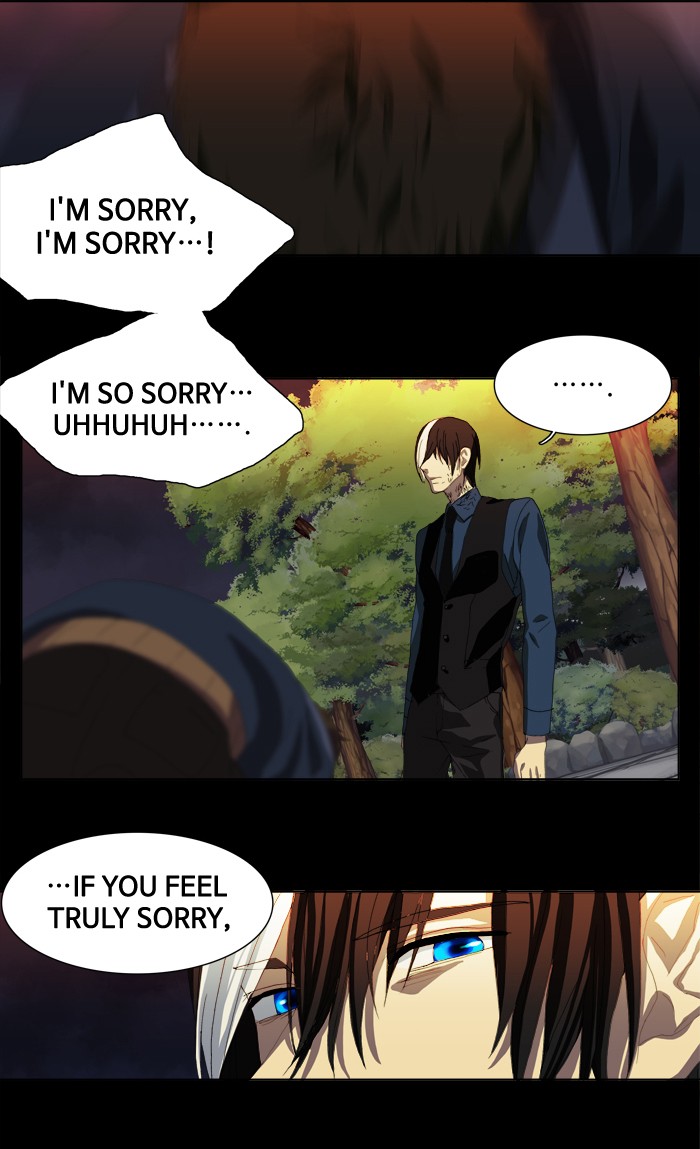 I'M SORRY,
I'M SORRY…!
I'M SO SORRY…
UHHUHUH…….
…….
…IF YOU FEEL
TRULY SORRY,